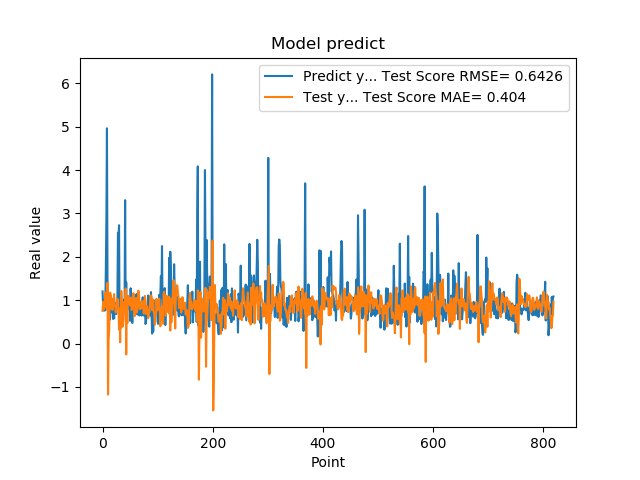 Model predict
Predict y... Test Score RMSE= 0.6426
Test y... Test Score MAE= 0.404
6
5
4
3
2
1
0
−1
Real value
0 200 400 600 800
Point